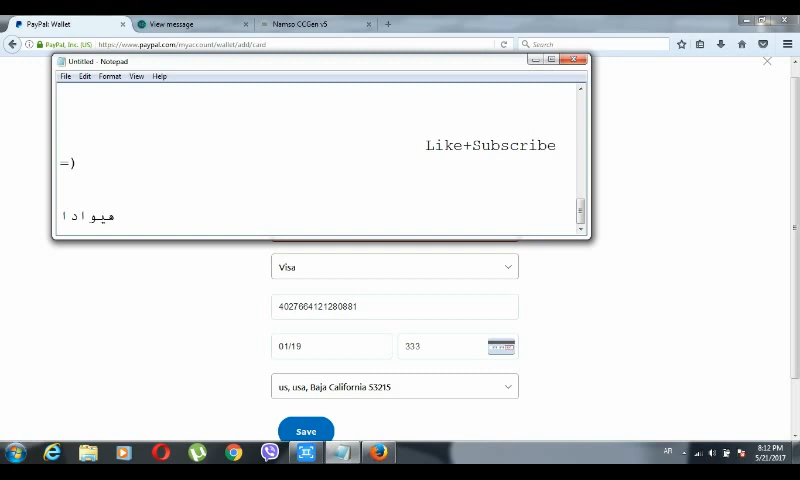 PayPal Wallet
View message
Namso CCGen v5
PayPal, Inc. (US)
https://www.paypal.com/myaccount/wallet/add/card
Search
Untitled - Notepad
File Edit Format View Help
Like+Subscribe
=)
هيوادا
Visa
4027664121280881
01/19
333
us, usa, Baja California 53215
Save
AR
8:12 PM
5/21/2017